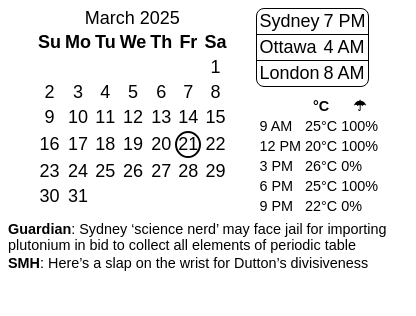 March 2025
Su Mo Tu We Th Fr Sa
1
2 3 4 5 6 7 8
9 10 11 12 13 14 15
16 17 18 19 20 21 22
23 24 25 26 27 28 29
30 31
Sydney 7 PM
Ottawa 4 AM
London 8 AM
°C ☂
9 AM 25°C 100%
12 PM 20°C 100%
3 PM 26°C 0%
6 PM 25°C 100%
9 PM 22°C 0%
Guardian: Sydney ‘science nerd’ may face jail for importing
plutonium in bid to collect all elements of periodic table
SMH: Here’s a slap on the wrist for Dutton’s divisiveness